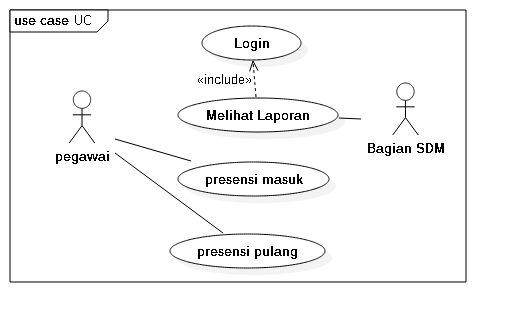 use case UC
Login
«include»
Melihat Laporan
Bagian SDM
pegawai
presensi masuk
presensi pulang